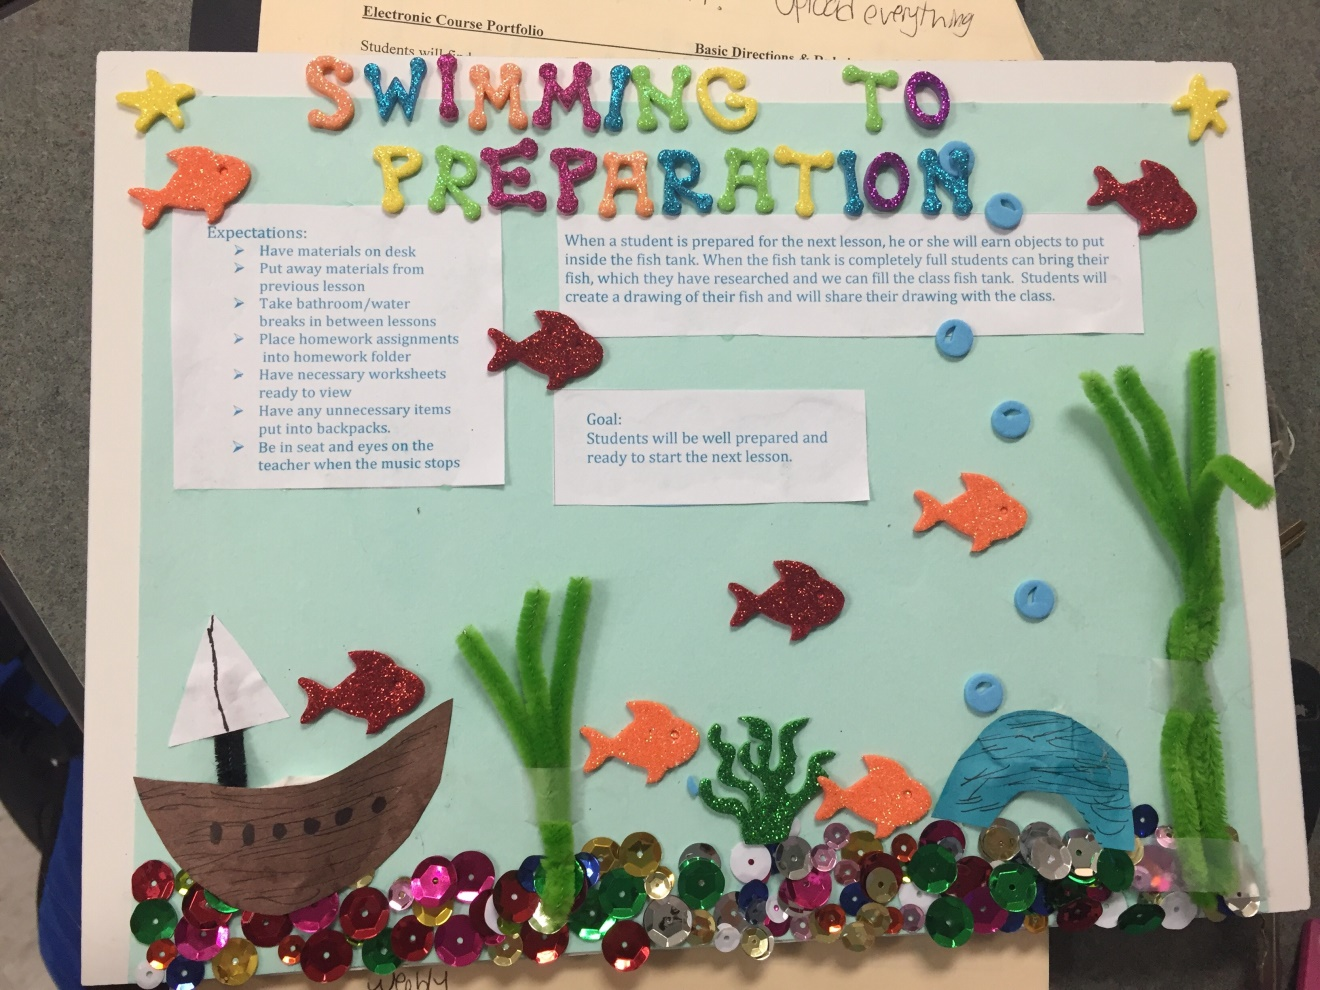 Upload everything
Electronic Course Portfolio
Basic Directions &
Students will
SWIMMING TO
PREPARATION
Expectations:
➢ Have materials on desk
➢ Put away materials from
previous lesson
➢ Take bathroom/water
breaks in between lessons
➢ Place homework assignments
into homework folder
➢ Have necessary worksheets
ready to view
➢ Have any unnecessary items
put into backpacks.
➢ Be in seat and eyes on the
teacher when the music stops
When a student is prepared for the next lesson, he or she will earn objects to put
inside the fish tank. When the fish tank is completely full students can bring their
fish, which they have researched and we can fill the class fish tank. Students will
create a drawing of their fish and will share their drawing with the class.
Goal:
Students will be well prepared and
ready to start the next lesson.